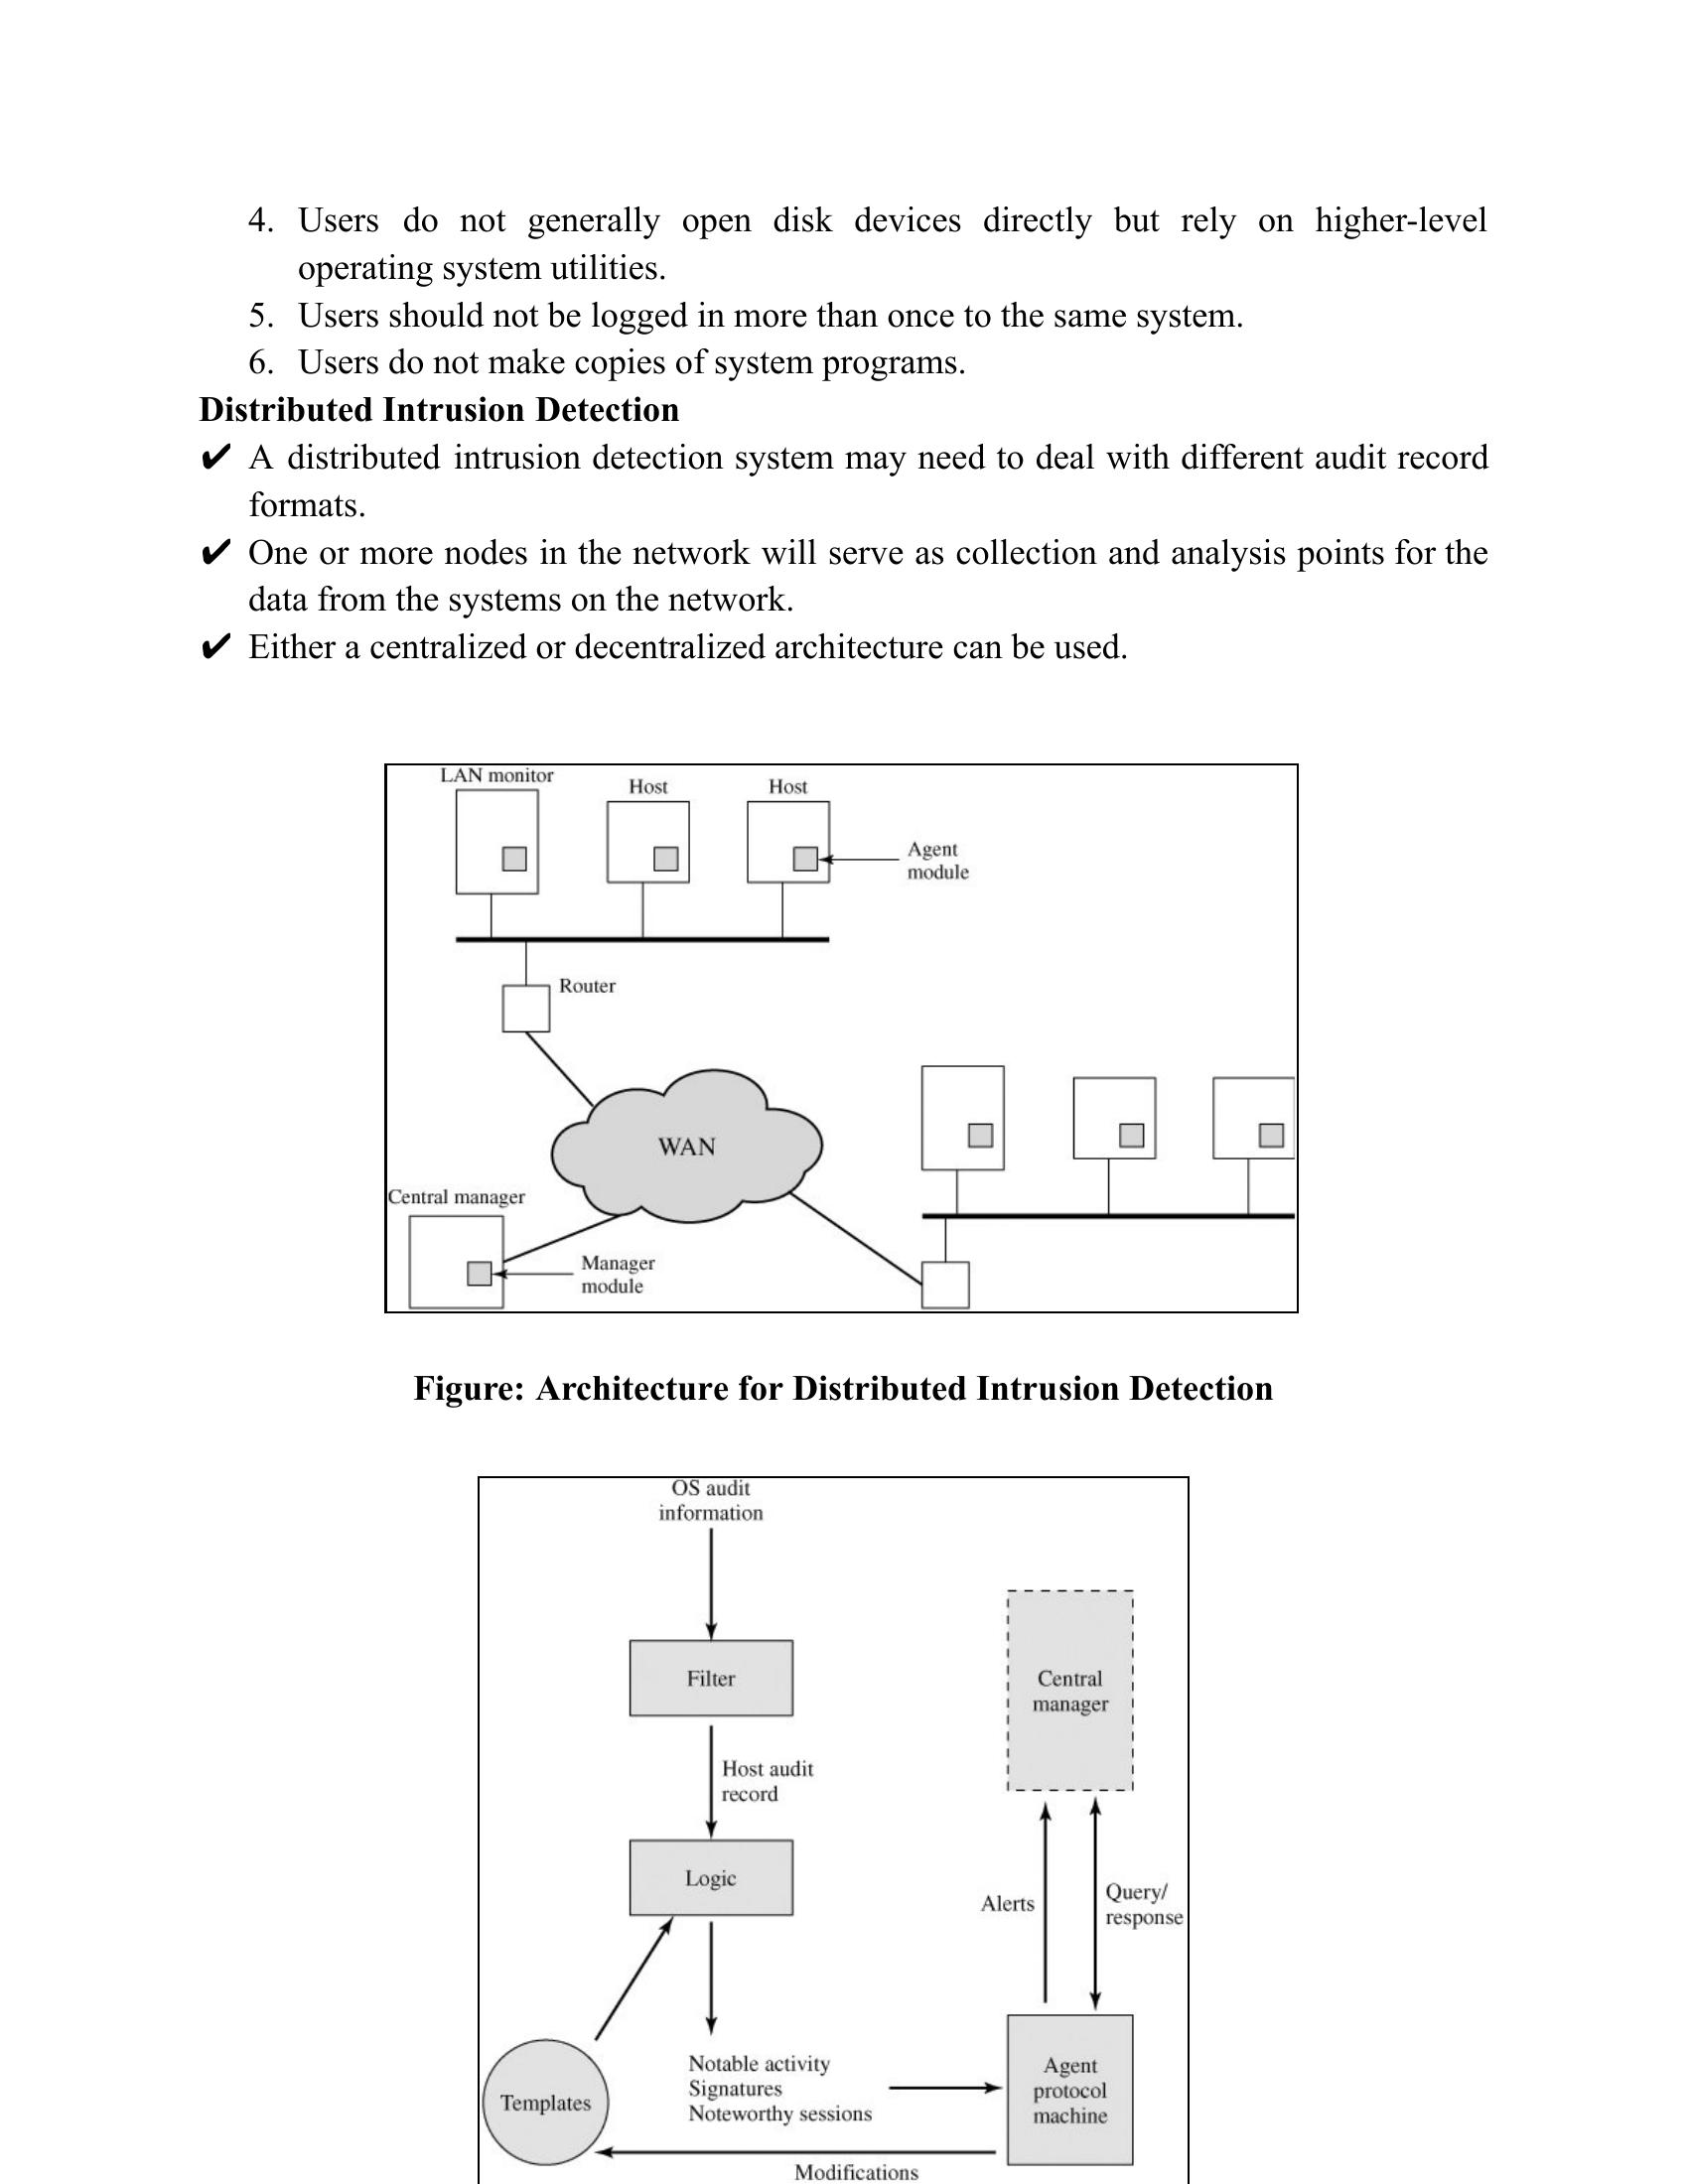 4. Users do not generally open disk devices directly but rely on higher-level
operating system utilities.
5. Users should not be logged in more than once to the same system.
6. Users do not make copies of system programs.
Distributed Intrusion Detection
✔ A distributed intrusion detection system may need to deal with different audit record
formats.
✔ One or more nodes in the network will serve as collection and analysis points for the
data from the systems on the network.
✔ Either a centralized or decentralized architecture can be used.
LAN monitor
Host
Host
Agent
module
Router
WAN
Central manager
Manager
module
Figure: Architecture for Distributed Intrusion Detection
OS audit
information
Filter
Central
manager
Host audit
record
Logic
Alerts
Query/
response
Templates
Notable activity
Signatures
Noteworthy sessions
Agent
protocol
machine
Modifications